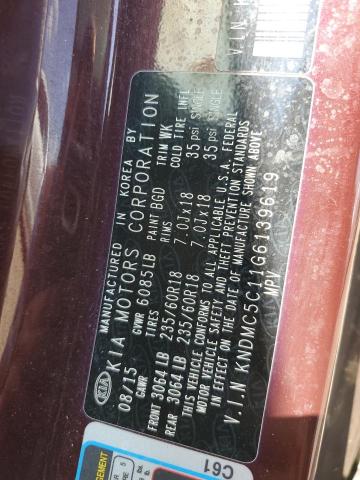 MANUFACTURED IN KOREA BY
KIA MOTORS CORPORATION
08/15 GVWR 6085LB PAINT BGD TRIM WK
GAWR TIRES RIMS COLD TIRE INFL
FRONT 3064 LB 235/60R18 7.0Jx18 35 psi SINGLE
REAR 3064 LB 235/60R18 7.0Jx18 35 psi SINGLE
THIS VEHICLE CONFORMS TO ALL APPLICABLE U.S.A. FEDERAL
MOTOR VEHICLE SAFETY AND THEFT PREVENTION STANDARDS
IN EFFECT ON THE DATE OF MANUFACTURE SHOWN ABOVE
V.I.N KNDMC5C11G6139619
MPV
KIA
C61
V.I.N